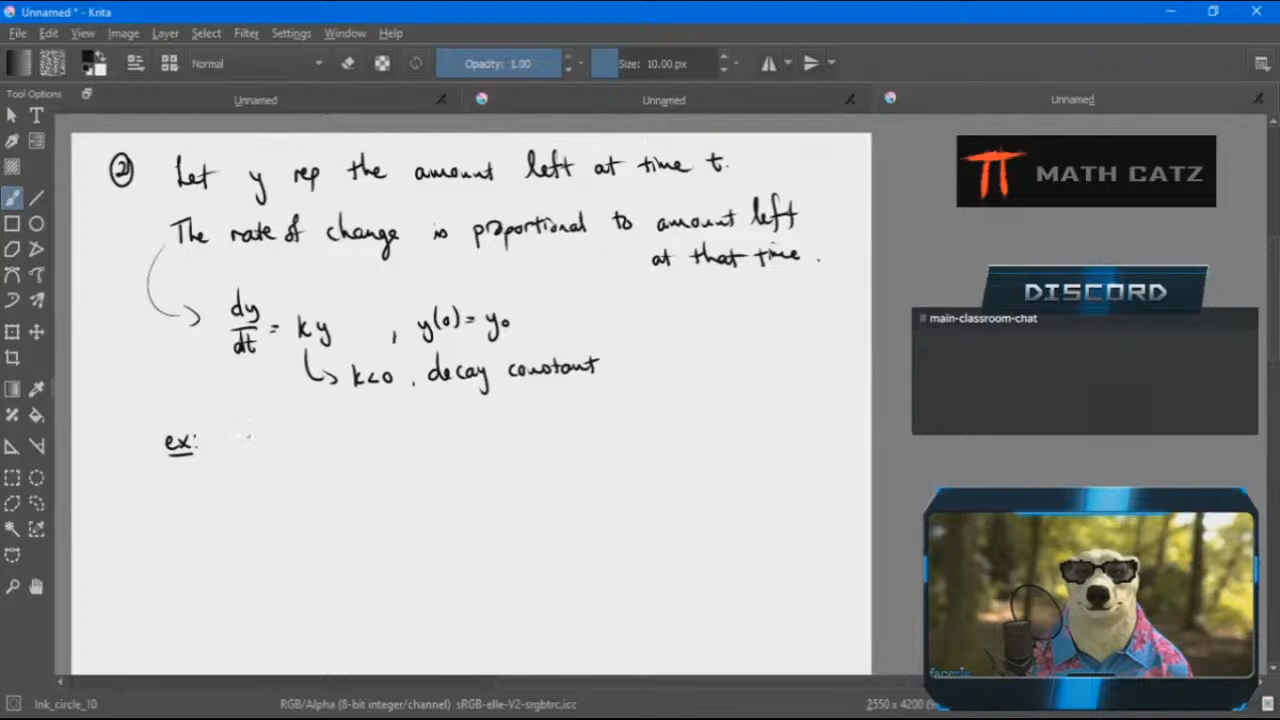 Unnamed * - Krita
File Edit View Image Layer Select Filter Settings Window Help
Normal
Opacity: 1.00
Size: 10.00 px
Tool Options
Unnamed
Unnamed
Unnamed
② Let y rep the amount left at time t.
The rate of change is proportional to amount left
at that time.
dy/dt = ky , y(0) = y₀
k<0, decay constant
ex:
π MATH CATZ
DISCORD
main-classroom-chat
facerig
Ink_circle_10
RGB/Alpha (8-bit integer/channel) sRGB-elle-V2-srgbtrc.icc
2550 x 4200